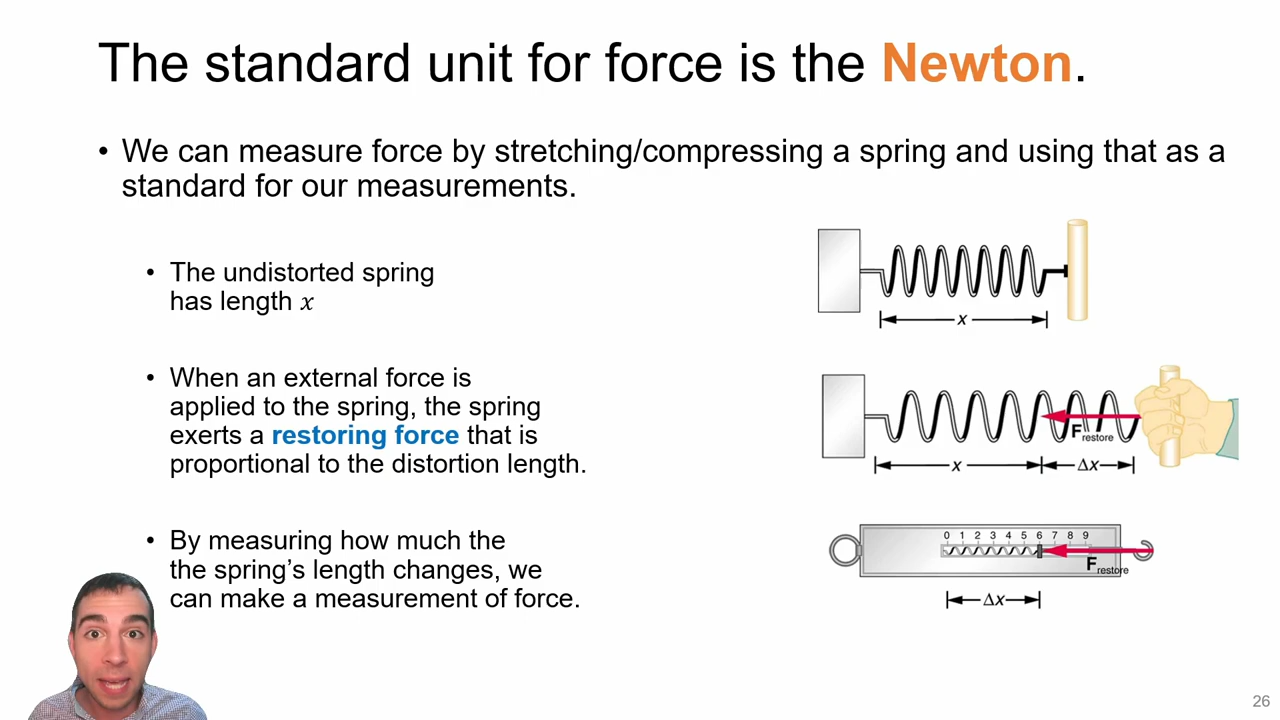 The standard unit for force is the Newton.
• We can measure force by stretching/compressing a spring and using that as a
standard for our measurements.
• The undistorted spring
has length x
x
• When an external force is
applied to the spring, the spring
exerts a restoring force that is
proportional to the distortion length.
F restore
x Δx
• By measuring how much the
the spring's length changes, we
can make a measurement of force.
0 1 2 3 4 5 6 7 8 9
F restore
Δx
26